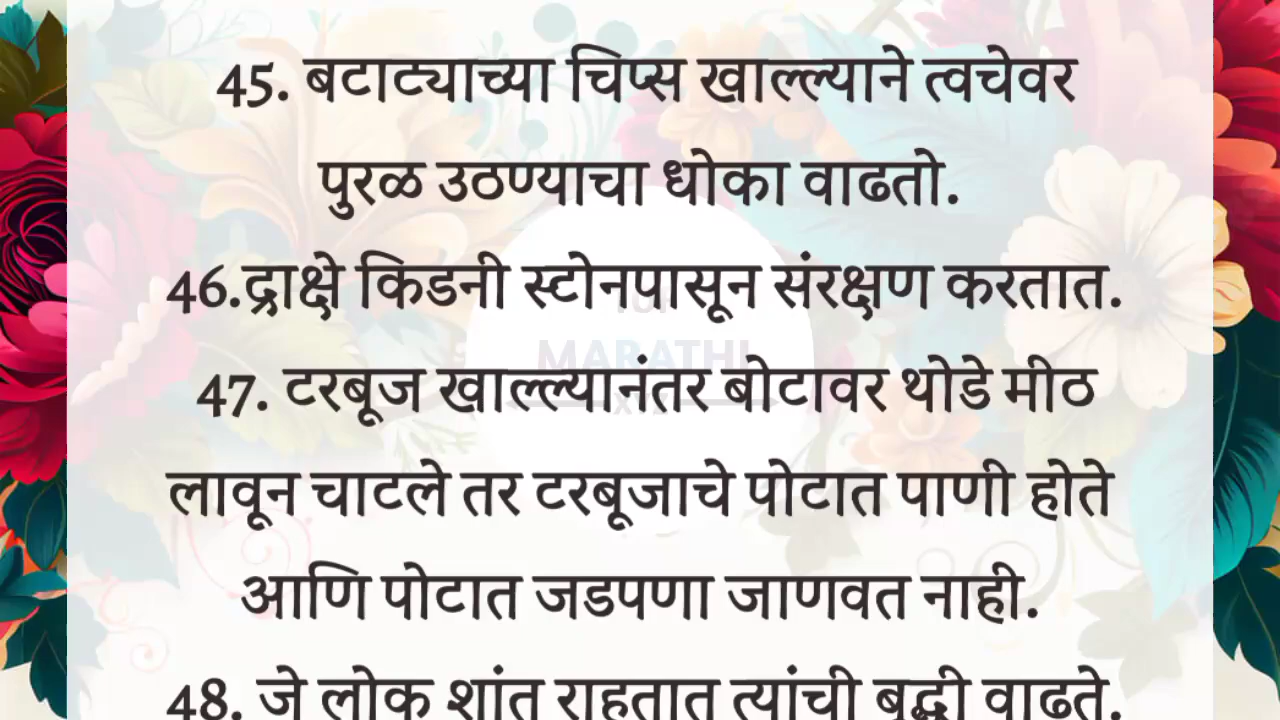 45. बटाट्याच्या चिप्स खाल्ल्याने त्वचेवर
पुरळ उठण्याचा धोका वाढतो.
46.द्राक्षे किडनी स्टोनपासून संरक्षण करतात.
MARATHI
47. टरबूज खाल्ल्यानंतर बोटावर थोडे मीठ
लावून चाटले तर टरबूजाचे पोटात पाणी होते
आणि पोटात जडपणा जाणवत नाही.
48. जे लोक शांत राहतात त्यांची बुद्धी वाढते.